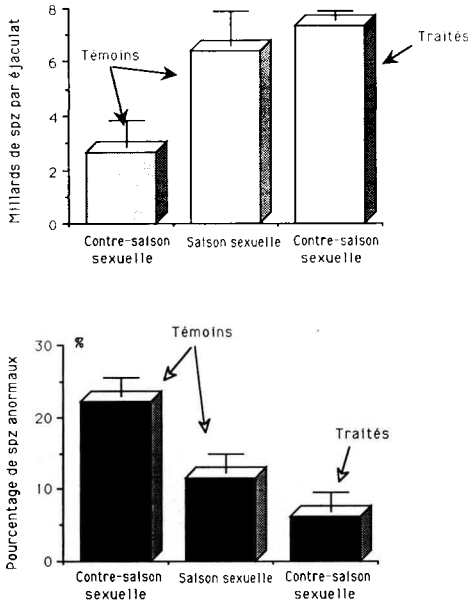 Milliards de spz par éjaculat
8
6
4
2
0
Témoins
Traités
Contre-saison
sexuelle
Saison sexuelle
Contre-saison
sexuelle
Pourcentage de spz anormaux
30
20
10
0
%
Témoins
Traités
Contre-saison
sexuelle
Saison sexuelle
Contre-saison
sexuelle